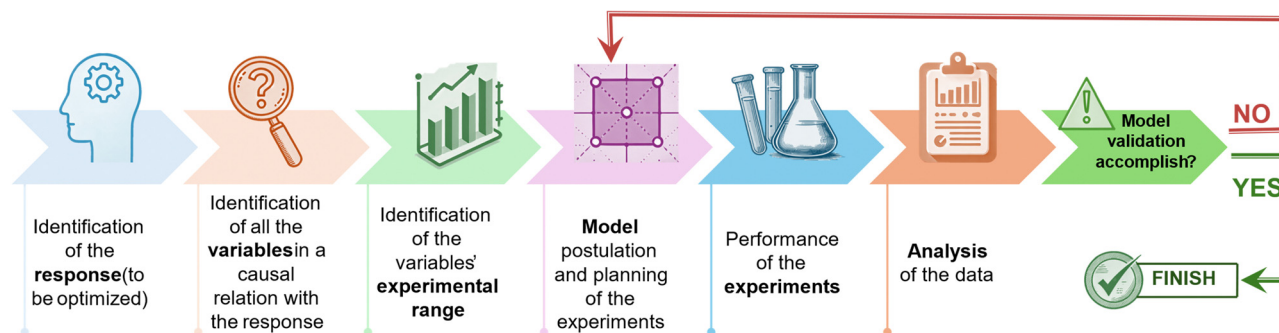 Identification
of the
response(to
be optimized)
Identification
of all the
variablesin a
causal
relation with
the response
Identification
of the
variables’
experimental
range
Model
postulation
and planning
of the
experiments
Performance
of the
experiments
Analysis
of the data
Model
validation
accomplish?
NO
YES
FINISH